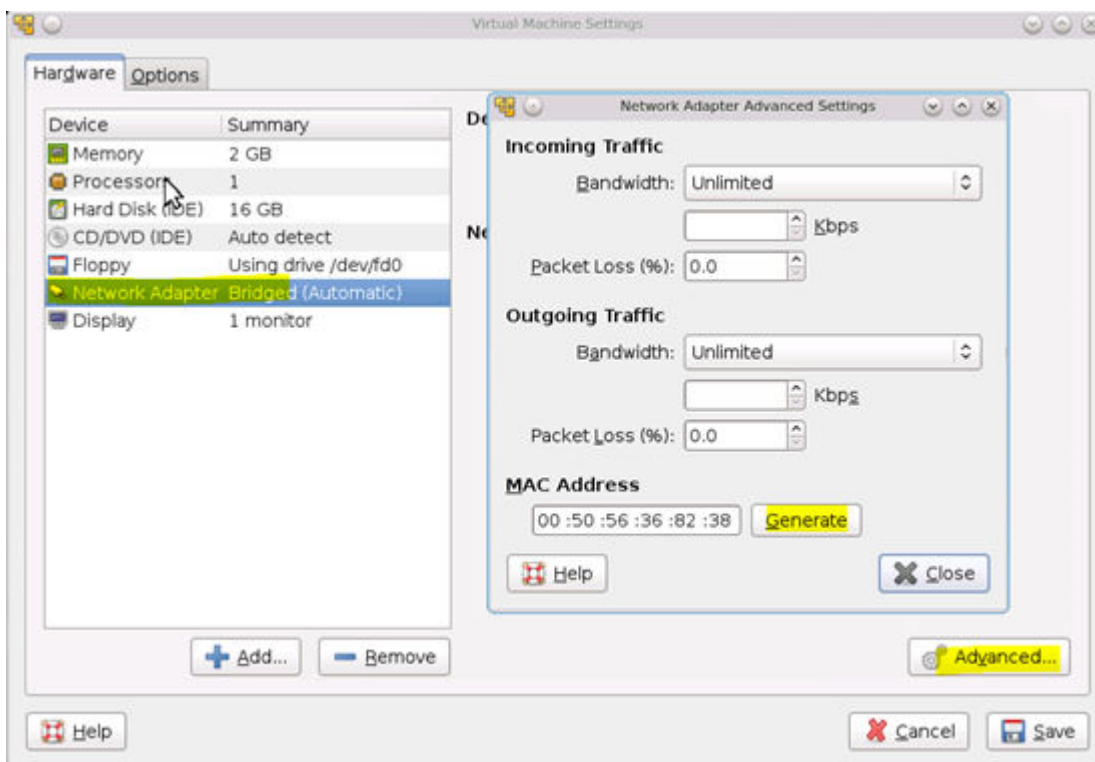 Virtual Machine Settings
Hardware Options
Device Summary
Memory 2 GB
Processors 1
Hard Disk (IDE) 16 GB
CD/DVD (IDE) Auto detect
Floppy Using drive /dev/fd0
Network Adapter Bridged (Automatic)
Display 1 monitor
Add... Remove
De
Ne
Network Adapter Advanced Settings
Incoming Traffic
Bandwidth: Unlimited
Kbps
Packet Loss (%): 0.0
Outgoing Traffic
Bandwidth: Unlimited
Kbps
Packet Loss (%): 0.0
MAC Address
00 :50 :56 :36 :82 :38 Generate
Help Close
Advanced...
Help Cancel Save